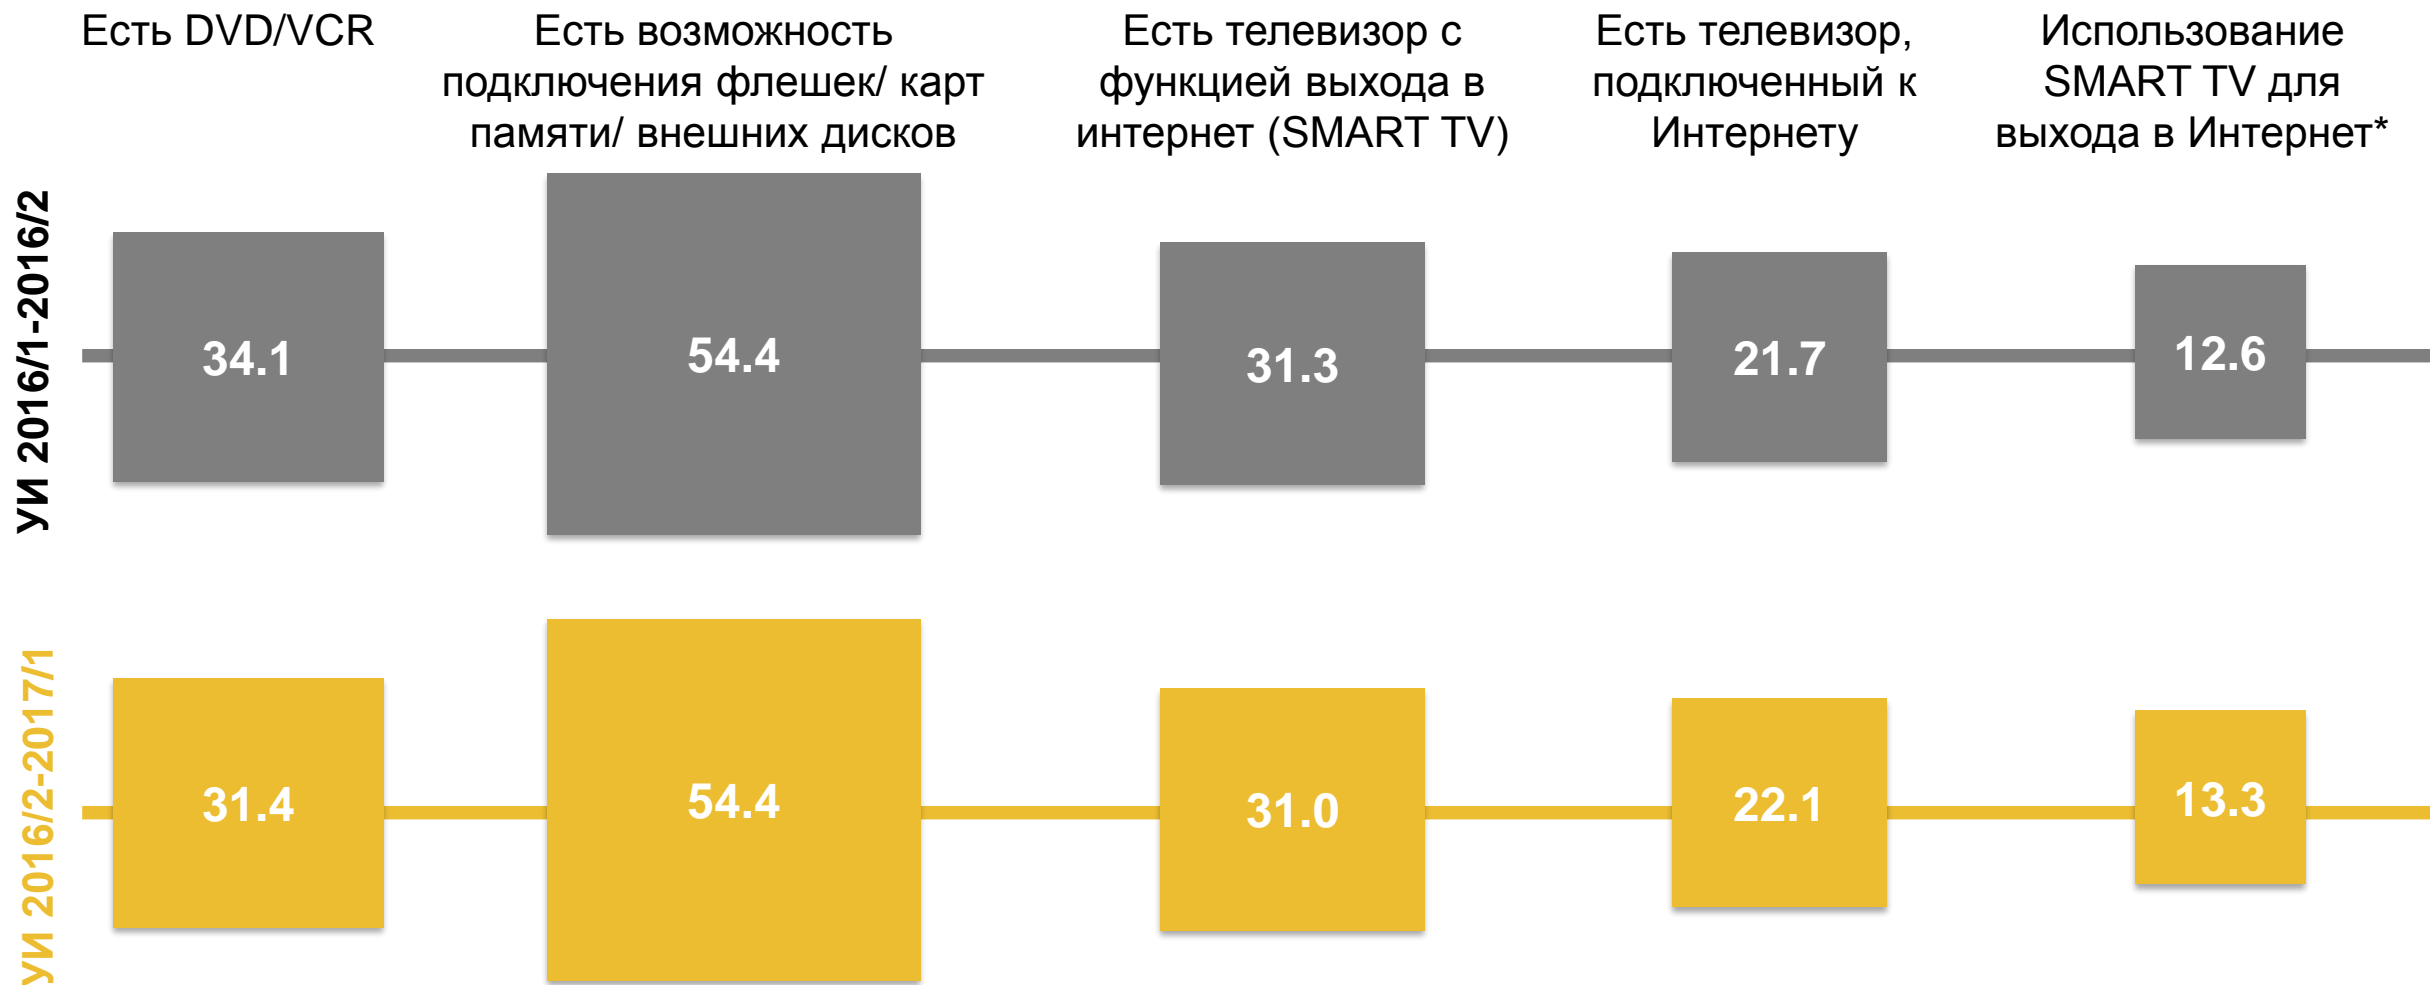 Есть DVD/VCR
Есть возможность
подключения флешек/ карт
памяти/ внешних дисков
Есть телевизор с
функцией выхода в
интернет (SMART TV)
Есть телевизор,
подключенный к
Интернету
Использование
SMART TV для
выхода в Интернет*
УИ 2016/1-2016/2
34.1
54.4
31.3
21.7
12.6
УИ 2016/2-2017/1
31.4
54.4
31.0
22.1
13.3